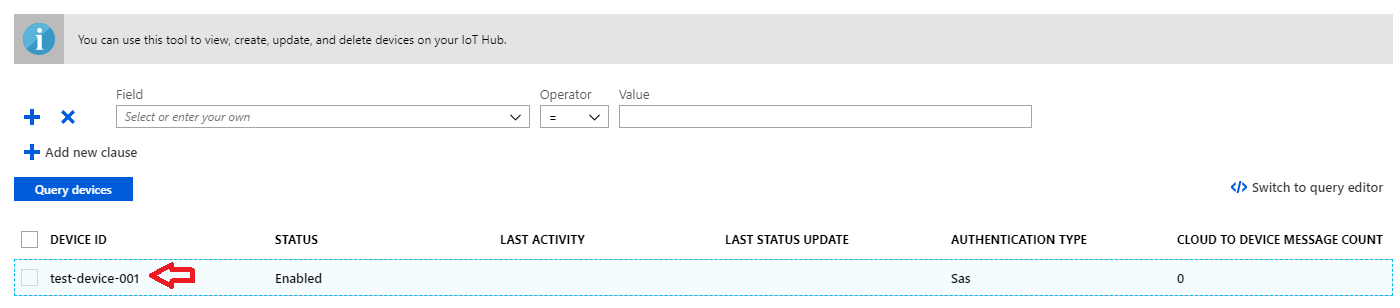 You can use this tool to view, create, update, and delete devices on your IoT Hub.
Field Operator Value
Select or enter your own =
Add new clause
Query devices
</> Switch to query editor
DEVICE ID STATUS LAST ACTIVITY LAST STATUS UPDATE AUTHENTICATION TYPE CLOUD TO DEVICE MESSAGE COUNT
test-device-001 Enabled Sas 0